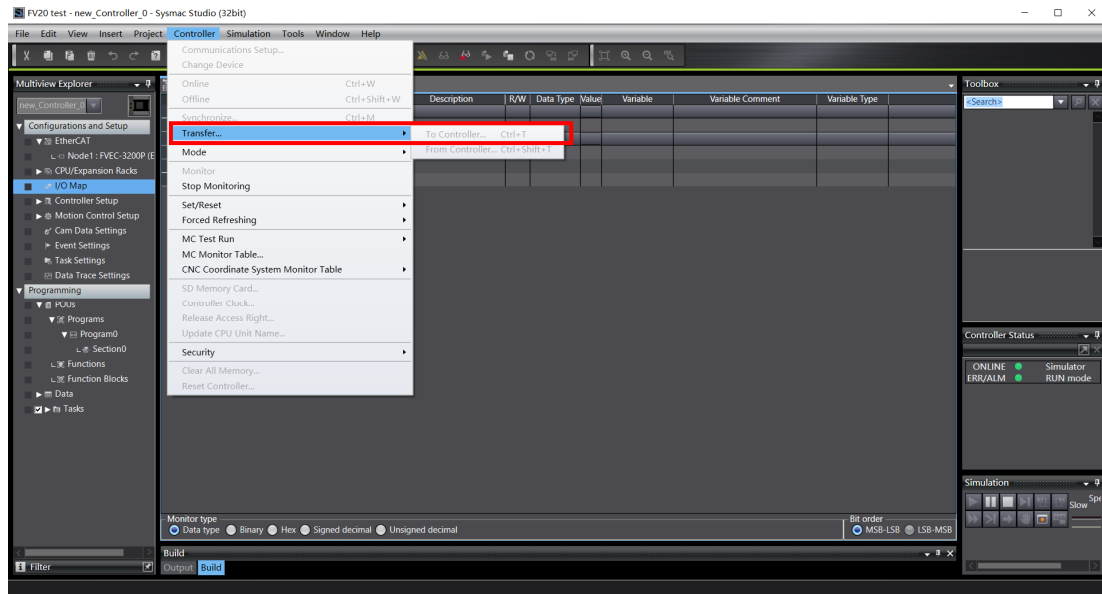 FV20 test - new_Controller_0 - Sysmac Studio (32bit)
File Edit View Insert Project Controller Simulation Tools Window Help
Communications Setup...
Change Device
Online Ctrl+W
Offline Ctrl+Shift+W
Synchronize... Ctrl+M
Transfer...
To Controller... Ctrl+T
From Controller... Ctrl+Shift+T
Mode
Monitor
Stop Monitoring
Set/Reset
Forced Refreshing
MC Test Run
MC Monitor Table...
CNC Coordinate System Monitor Table
SD Memory Card...
Controller Clock...
Release Access Right...
Update CPU Unit Name...
Security
Clear All Memory...
Reset Controller...
Multiview Explorer
new_Controller_0
Configurations and Setup
EtherCAT
Node1 : FVEC-3200P (E
CPU/Expansion Racks
I/O Map
Controller Setup
Motion Control Setup
Cam Data Settings
Event Settings
Task Settings
Data Trace Settings
Programming
POUs
Programs
Program0
Section0
Functions
Function Blocks
Data
Tasks
Filter
Description R/W Data Type Value Variable Variable Comment Variable Type
Monitor type
Data type Binary Hex Signed decimal Unsigned decimal
Bit order
MSB-LSB LSB-MSB
Build
Output Build
Toolbox
<Search>
Controller Status
ONLINE Simulator
ERR/ALM RUN mode
Simulation
Slow Spe